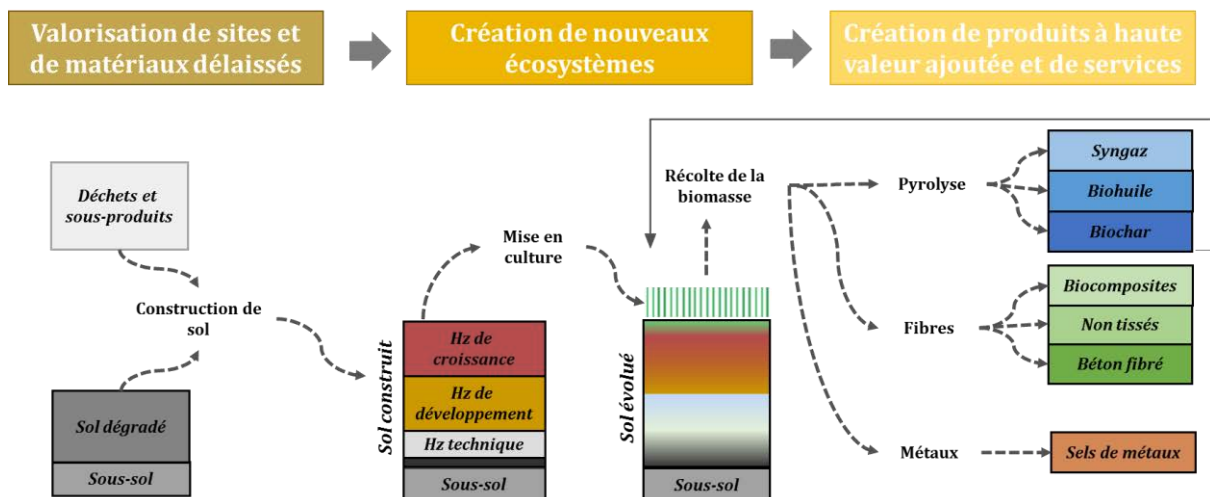 Valorisation de sites et
de matériaux délaissés
Création de nouveaux
écosystèmes
Création de produits à haute
valeur ajoutée et de services
Déchets et
sous-produits
Construction de
sol
Sol dégradé
Sous-sol
Sol construit
Hz de
croissance
Hz de
développement
Hz technique
Sous-sol
Mise en
culture
Récolte de la
biomasse
Sol évolué
Sous-sol
Pyrolyse
Syngaz
Biohuile
Biochar
Fibres
Biocomposites
Non tissés
Béton fibré
Métaux
Sels de métaux